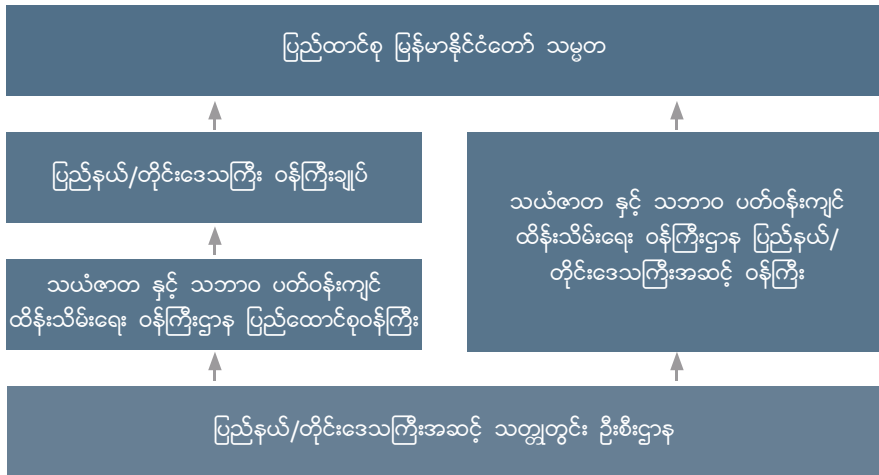 ပြည်ထောင်စု မြန်မာနိုင်ငံတော် သမ္မတ
ပြည်နယ်/တိုင်းဒေသကြီး ဝန်ကြီးချုပ်
သယံဇာတ နှင့် သဘာဝ ပတ်ဝန်းကျင်
ထိန်းသိမ်းရေး ဝန်ကြီးဌာန ပြည်ထောင်စုဝန်ကြီး
သယံဇာတ နှင့် သဘာဝ ပတ်ဝန်းကျင်
ထိန်းသိမ်းရေး ဝန်ကြီးဌာန ပြည်နယ်/
တိုင်းဒေသကြီးအဆင့် ဝန်ကြီး
ပြည်နယ်/တိုင်းဒေသကြီးအဆင့် သတ္တုတွင်း ဦးစီးဌာန